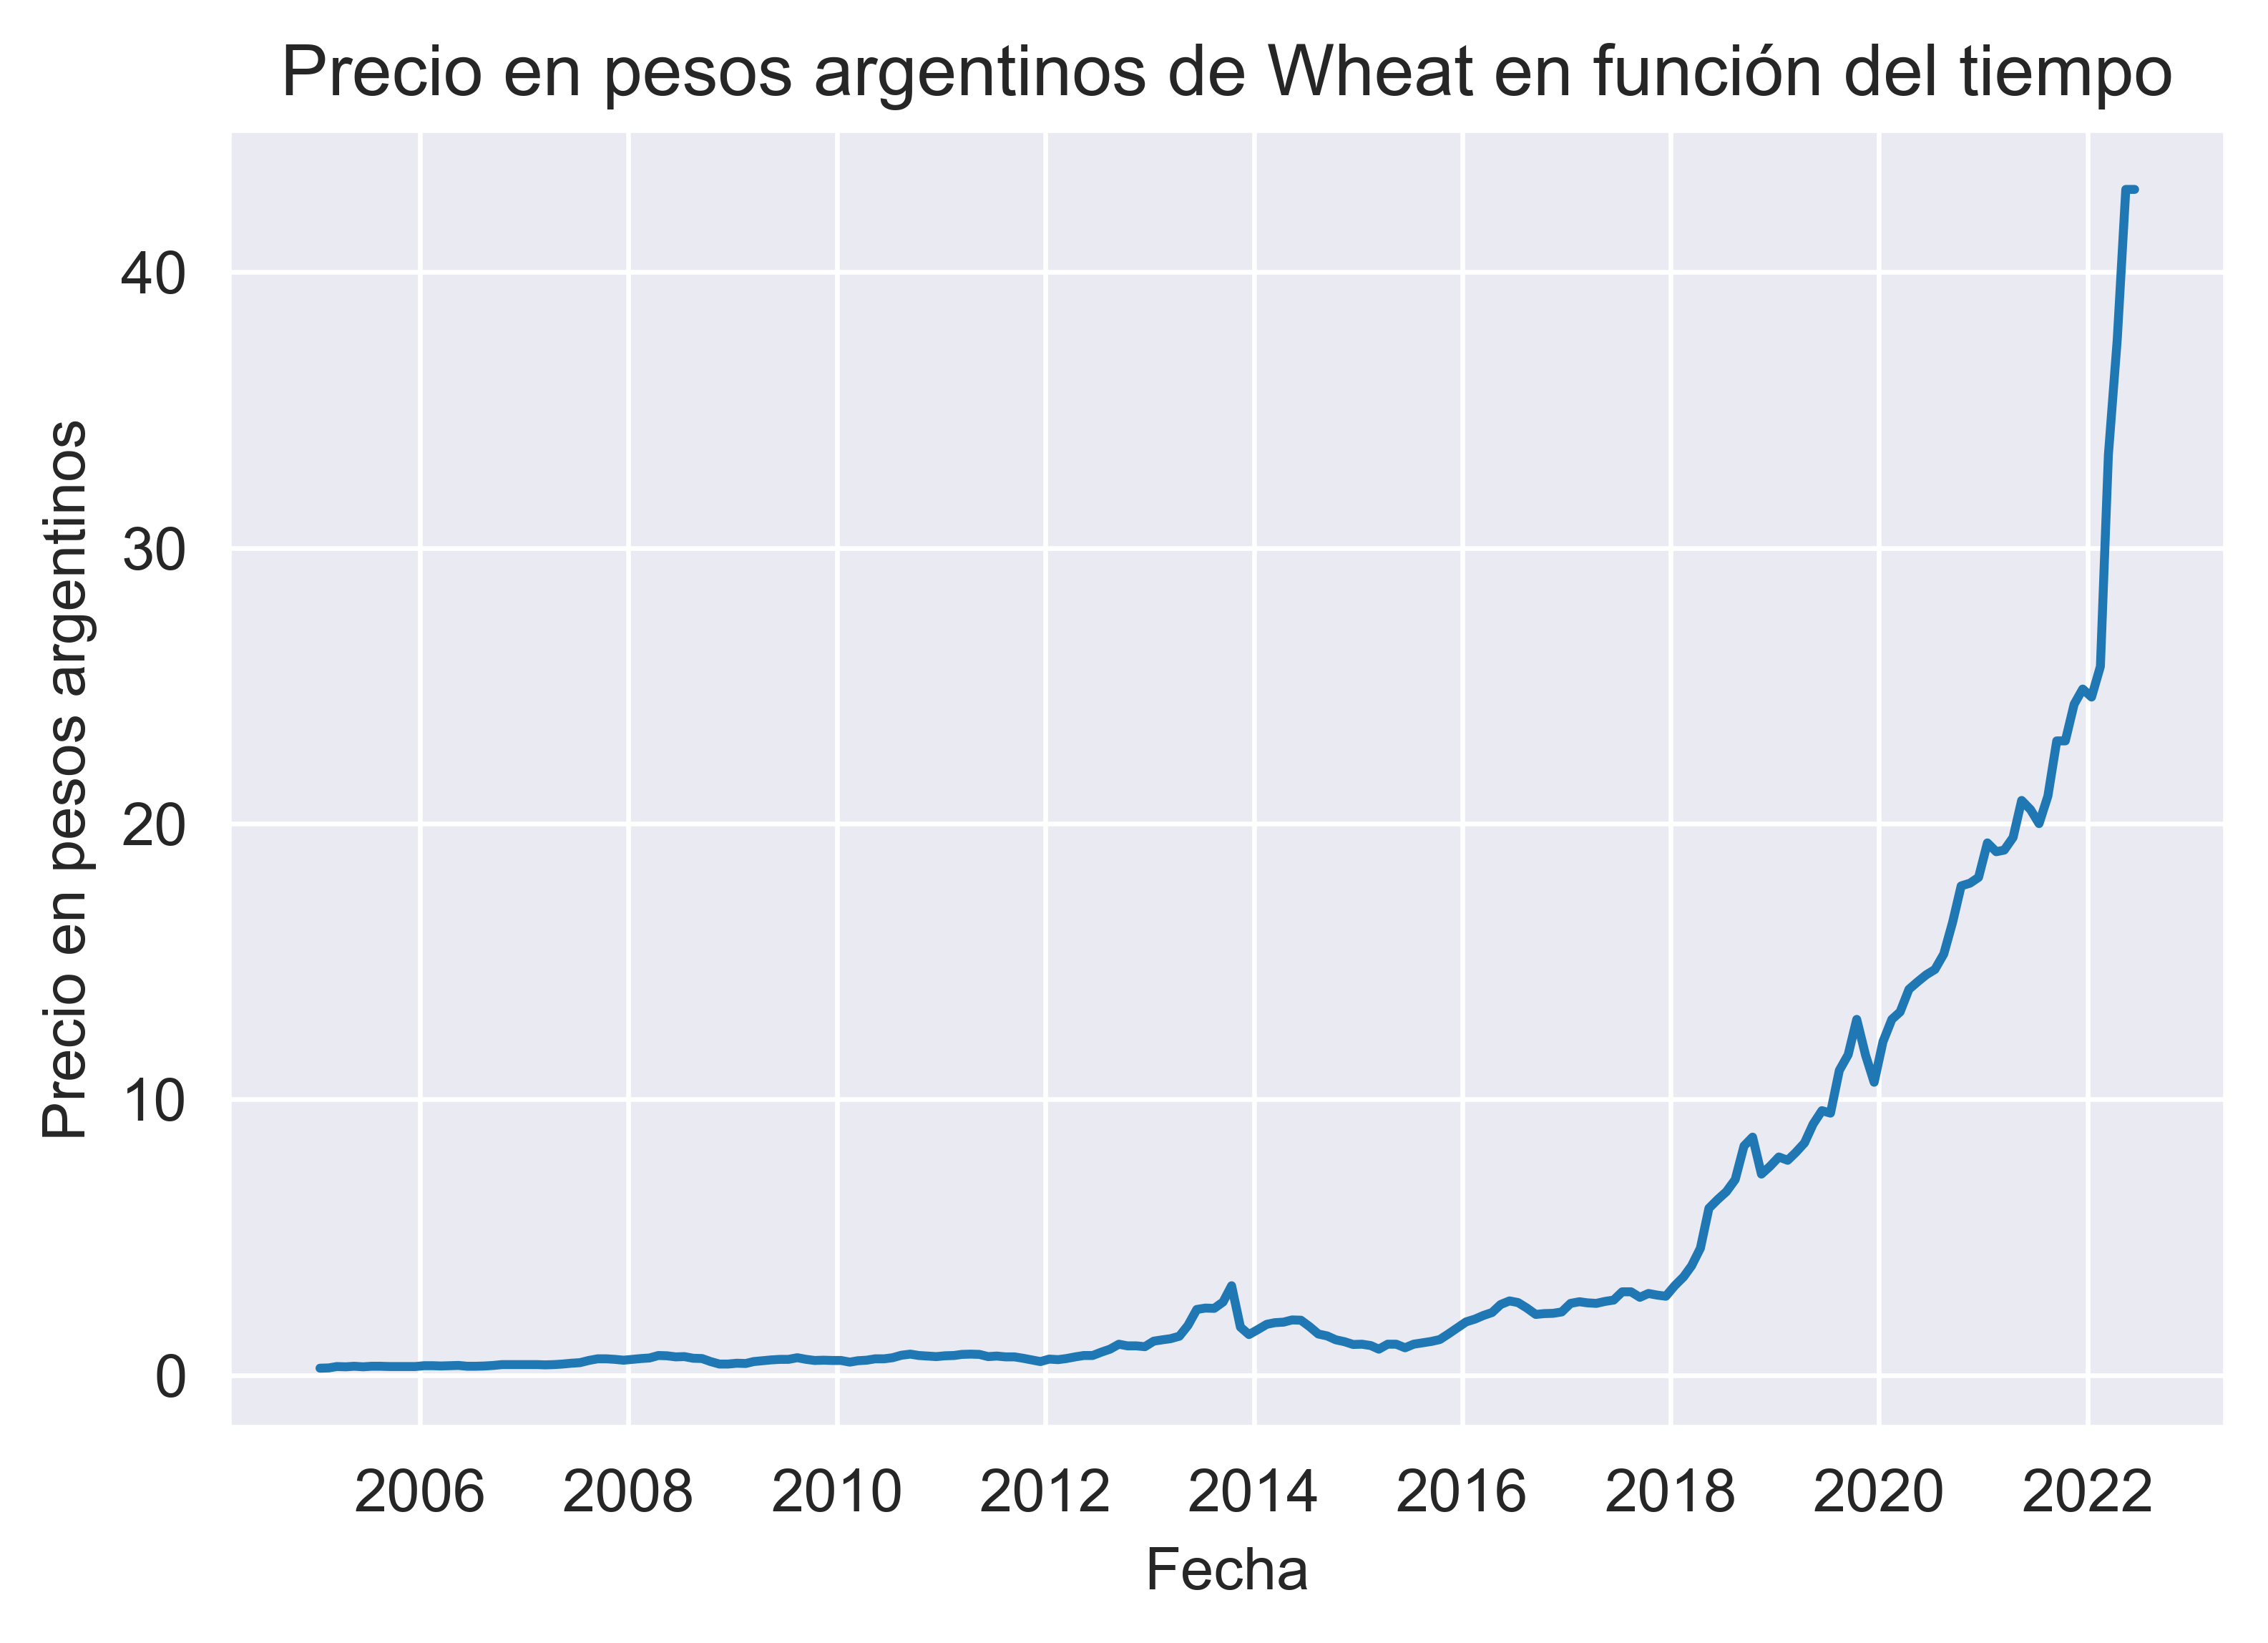 Precio en pesos argentinos de Wheat en función del tiempo
Precio en pesos argentinos
40
30
20
10
0
2006 2008 2010 2012 2014 2016 2018 2020 2022
Fecha